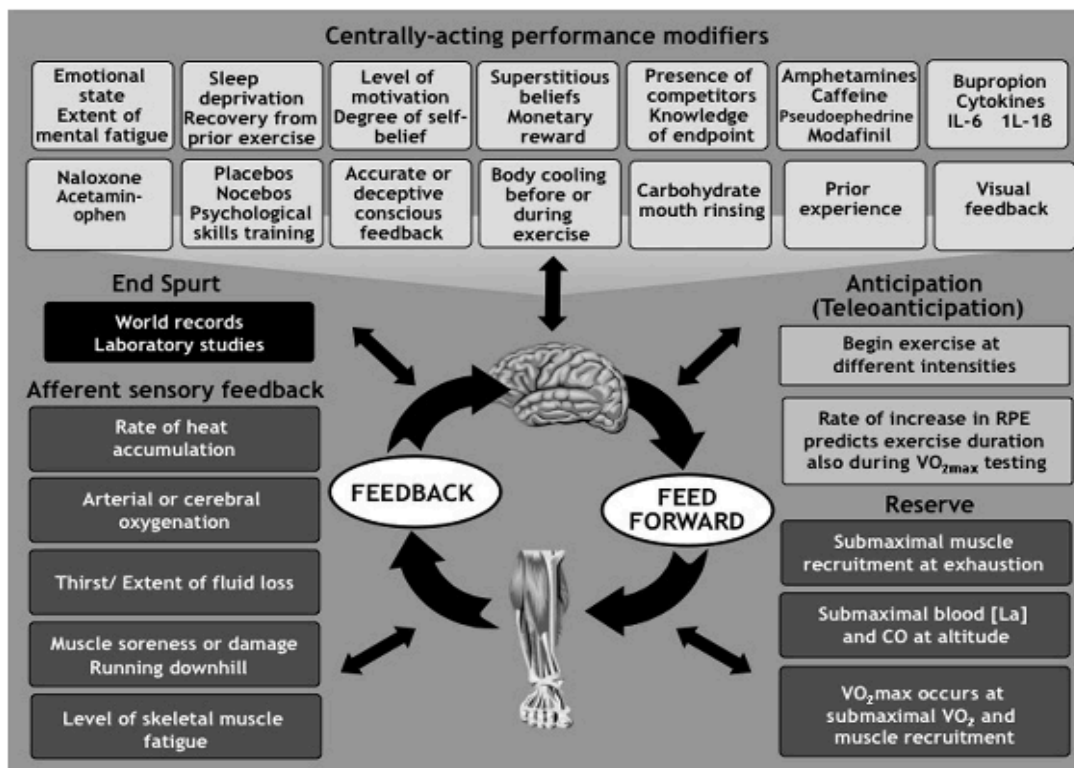 Centrally-acting performance modifiers
Emotional
state
Extent of
mental fatigue
Sleep
deprivation
Recovery from
prior exercise
Level of
motivation
Degree of self-
belief
Superstitious
beliefs
Monetary
reward
Presence of
competitors
Knowledge
of endpoint
Amphetamines
Caffeine
Pseudoephedrine
Modafinil
Bupropion
Cytokines
IL-6 1L-1ß
Naloxone
Acetamin-
ophen
Placebos
Nocebos
Psychological
skills training
Accurate or
deceptive
conscious
feedback
Body cooling
before or
during
exercise
Carbohydrate
mouth rinsing
Prior
experience
Visual
feedback
End Spurt
World records
Laboratory studies
Afferent sensory feedback
Rate of heat
accumulation
Arterial or cerebral
oxygenation
Thirst/ Extent of fluid loss
Muscle soreness or damage
Running downhill
Level of skeletal muscle
fatigue
FEEDBACK
FEED
FORWARD
Anticipation
(Teleoanticipation)
Begin exercise at
different intensities
Rate of increase in RPE
predicts exercise duration
also during VO₂max testing
Reserve
Submaximal muscle
recruitment at exhaustion
Submaximal blood [La]
and CO at altitude
VO₂max occurs at
submaximal VO₂ and
muscle recruitment